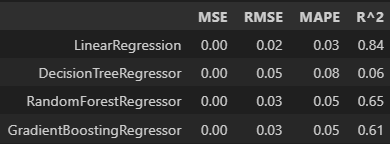 MSE RMSE MAPE R^2
LinearRegression 0.00 0.02 0.03 0.84
DecisionTreeRegressor 0.00 0.05 0.08 0.06
RandomForestRegressor 0.00 0.03 0.05 0.65
GradientBoostingRegressor 0.00 0.03 0.05 0.61